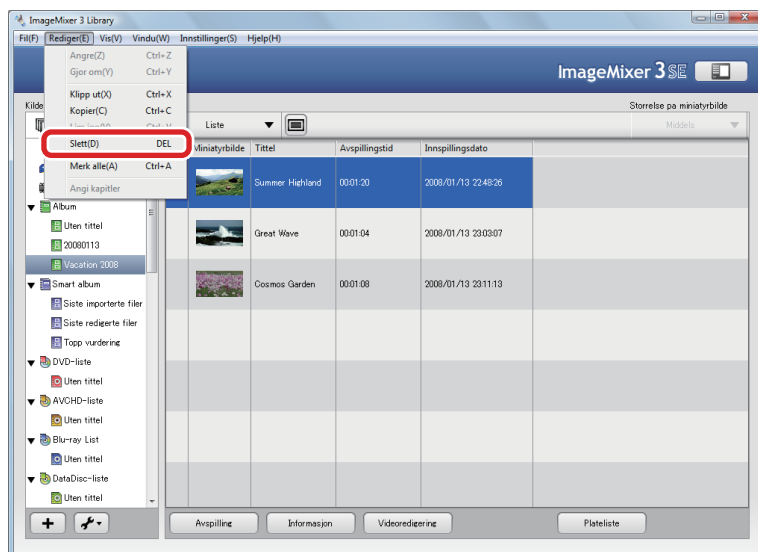 ImageMixer 3 Library
Fil(F) Rediger(E) Vis(V) Vindu(W) Innstillinger(S) Hjelp(H)
Angre(Z) Ctrl+Z
Gjor om(Y) Ctrl+Y
Klipp ut(X) Ctrl+X
Kopier(C) Ctrl+C
Slett(D) DEL
Merk alle(A) Ctrl+A
Angi kapitler
ImageMixer 3 SE
Kilde
Storrelse pa miniatyrbilde
Liste
Middels
Miniatyrbilde Tittel Avspillingstid Innspillingsdato
Summer Highland 00:01:20 2008/01/13 22:48:26
Great Wave 00:01:04 2008/01/13 23:03:07
Cosmos Garden 00:01:08 2008/01/13 23:11:13
Album
Uten tittel
20080113
Vacation 2008
Smart album
Siste importerte filer
Siste redigerte filer
Topp vurdering
DVD-liste
Uten tittel
AVCHD-liste
Uten tittel
Blu-ray List
Uten tittel
DataDisc-liste
Uten tittel
Avspilling Informasjon Videoredigering Plateliste